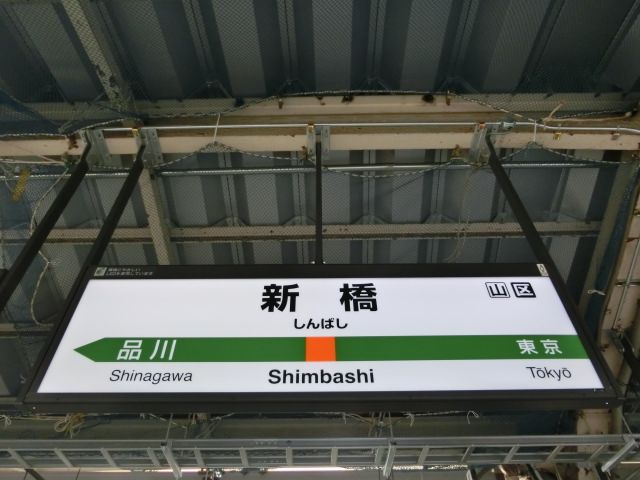 新橋
山 区
しんばし
品川
東京
Shinagawa
Shimbashi
Tōkyō